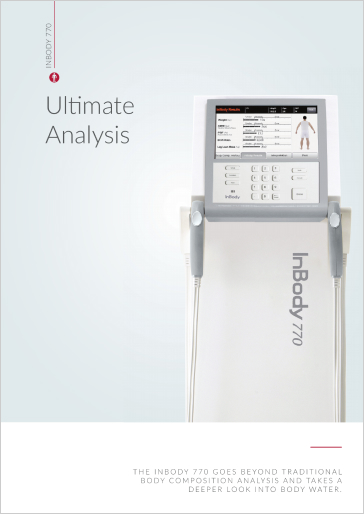 INBODY 770
Ultimate
Analysis
InBody
InBody 770
THE INBODY 770 GOES BEYOND TRADITIONAL
BODY COMPOSITION ANALYSIS AND TAKES A
DEEPER LOOK INTO BODY WATER.